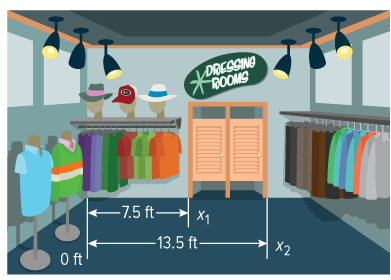 DRESSING
ROOMS
7.5 ft
x1
13.5 ft
x2
0 ft